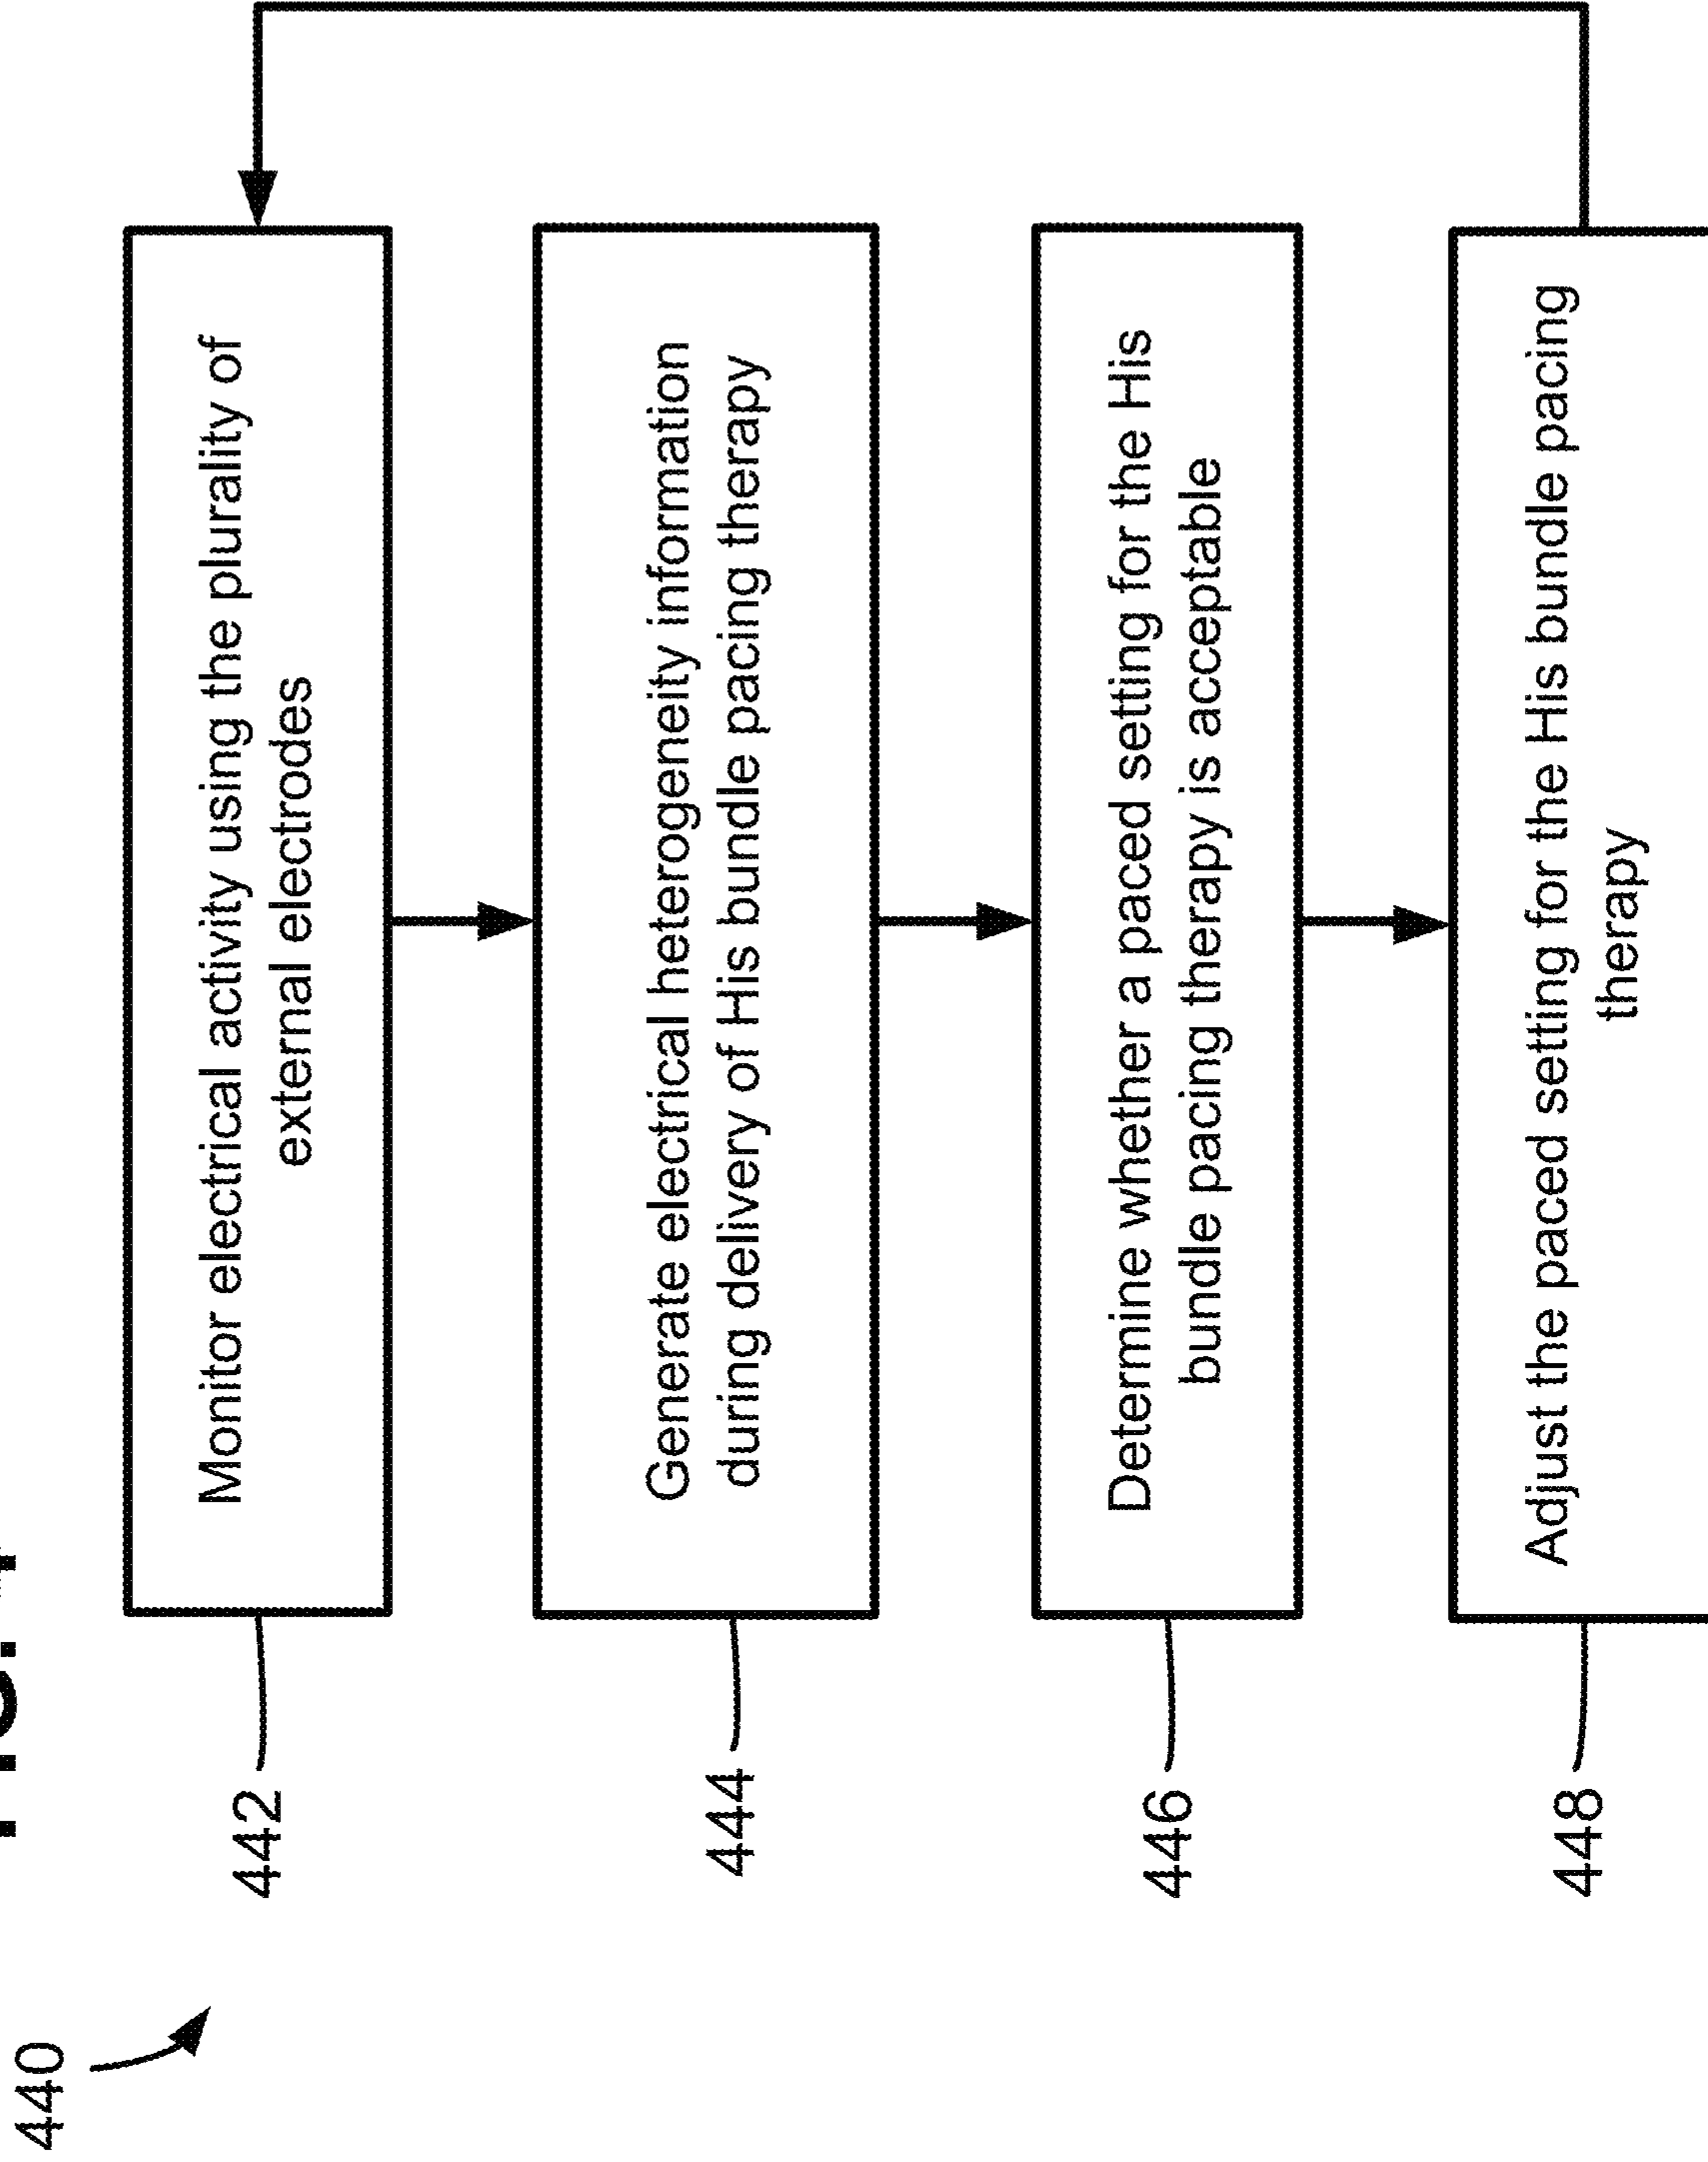 440
442
Monitor electrical activity using the plurality of
external electrodes
444
Generate electrical heterogeneity information
during delivery of His bundle pacing therapy
446
Determine whether a paced setting for the His
bundle pacing therapy is acceptable
448
Adjust the paced setting for the His bundle pacing
therapy